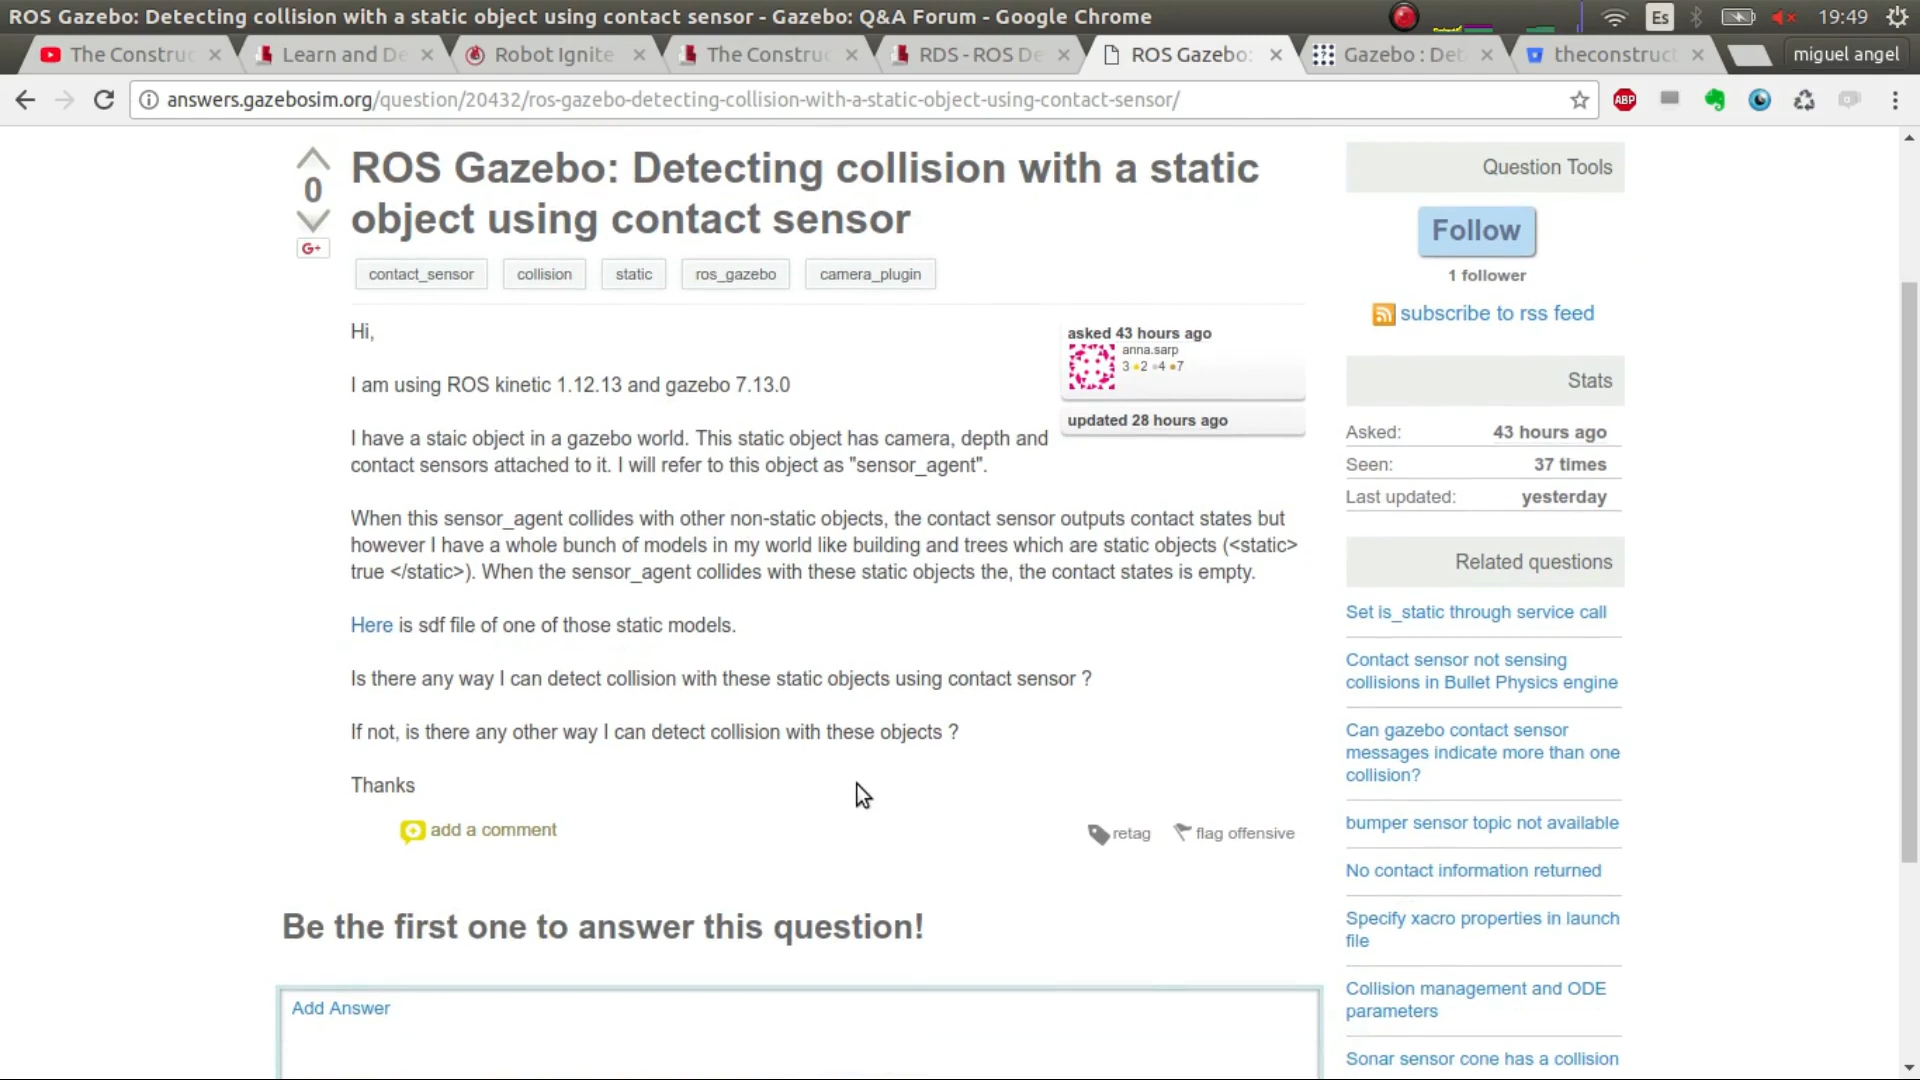 ROS Gazebo: Detecting collision with a static object using contact sensor - Gazebo: Q&A Forum - Google Chrome
Es
19:49
The Construc
Learn and De
Robot Ignite
The Construc
RDS - ROS De
ROS Gazebo:
Gazebo : Det
theconstruct
miguel angel
answers.gazebosim.org/question/20432/ros-gazebo-detecting-collision-with-a-static-object-using-contact-sensor/
ABP
0
G+
ROS Gazebo: Detecting collision with a static
object using contact sensor
contact_sensor
collision
static
ros_gazebo
camera_plugin
Hi,
asked 43 hours ago
anna.sarp
3 ●2 ●4 ●7
updated 28 hours ago
I am using ROS kinetic 1.12.13 and gazebo 7.13.0
I have a staic object in a gazebo world. This static object has camera, depth and
contact sensors attached to it. I will refer to this object as "sensor_agent".
When this sensor_agent collides with other non-static objects, the contact sensor outputs contact states but
however I have a whole bunch of models in my world like building and trees which are static objects (<static>
true </static>). When the sensor_agent collides with these static objects the, the contact states is empty.
Here is sdf file of one of those static models.
Is there any way I can detect collision with these static objects using contact sensor ?
If not, is there any other way I can detect collision with these objects ?
Thanks
add a comment
retag
flag offensive
Be the first one to answer this question!
Add Answer
Question Tools
Follow
1 follower
subscribe to rss feed
Stats
Asked: 43 hours ago
Seen: 37 times
Last updated: yesterday
Related questions
Set is_static through service call
Contact sensor not sensing
collisions in Bullet Physics engine
Can gazebo contact sensor
messages indicate more than one
collision?
bumper sensor topic not available
No contact information returned
Specify xacro properties in launch
file
Collision management and ODE
parameters
Sonar sensor cone has a collision